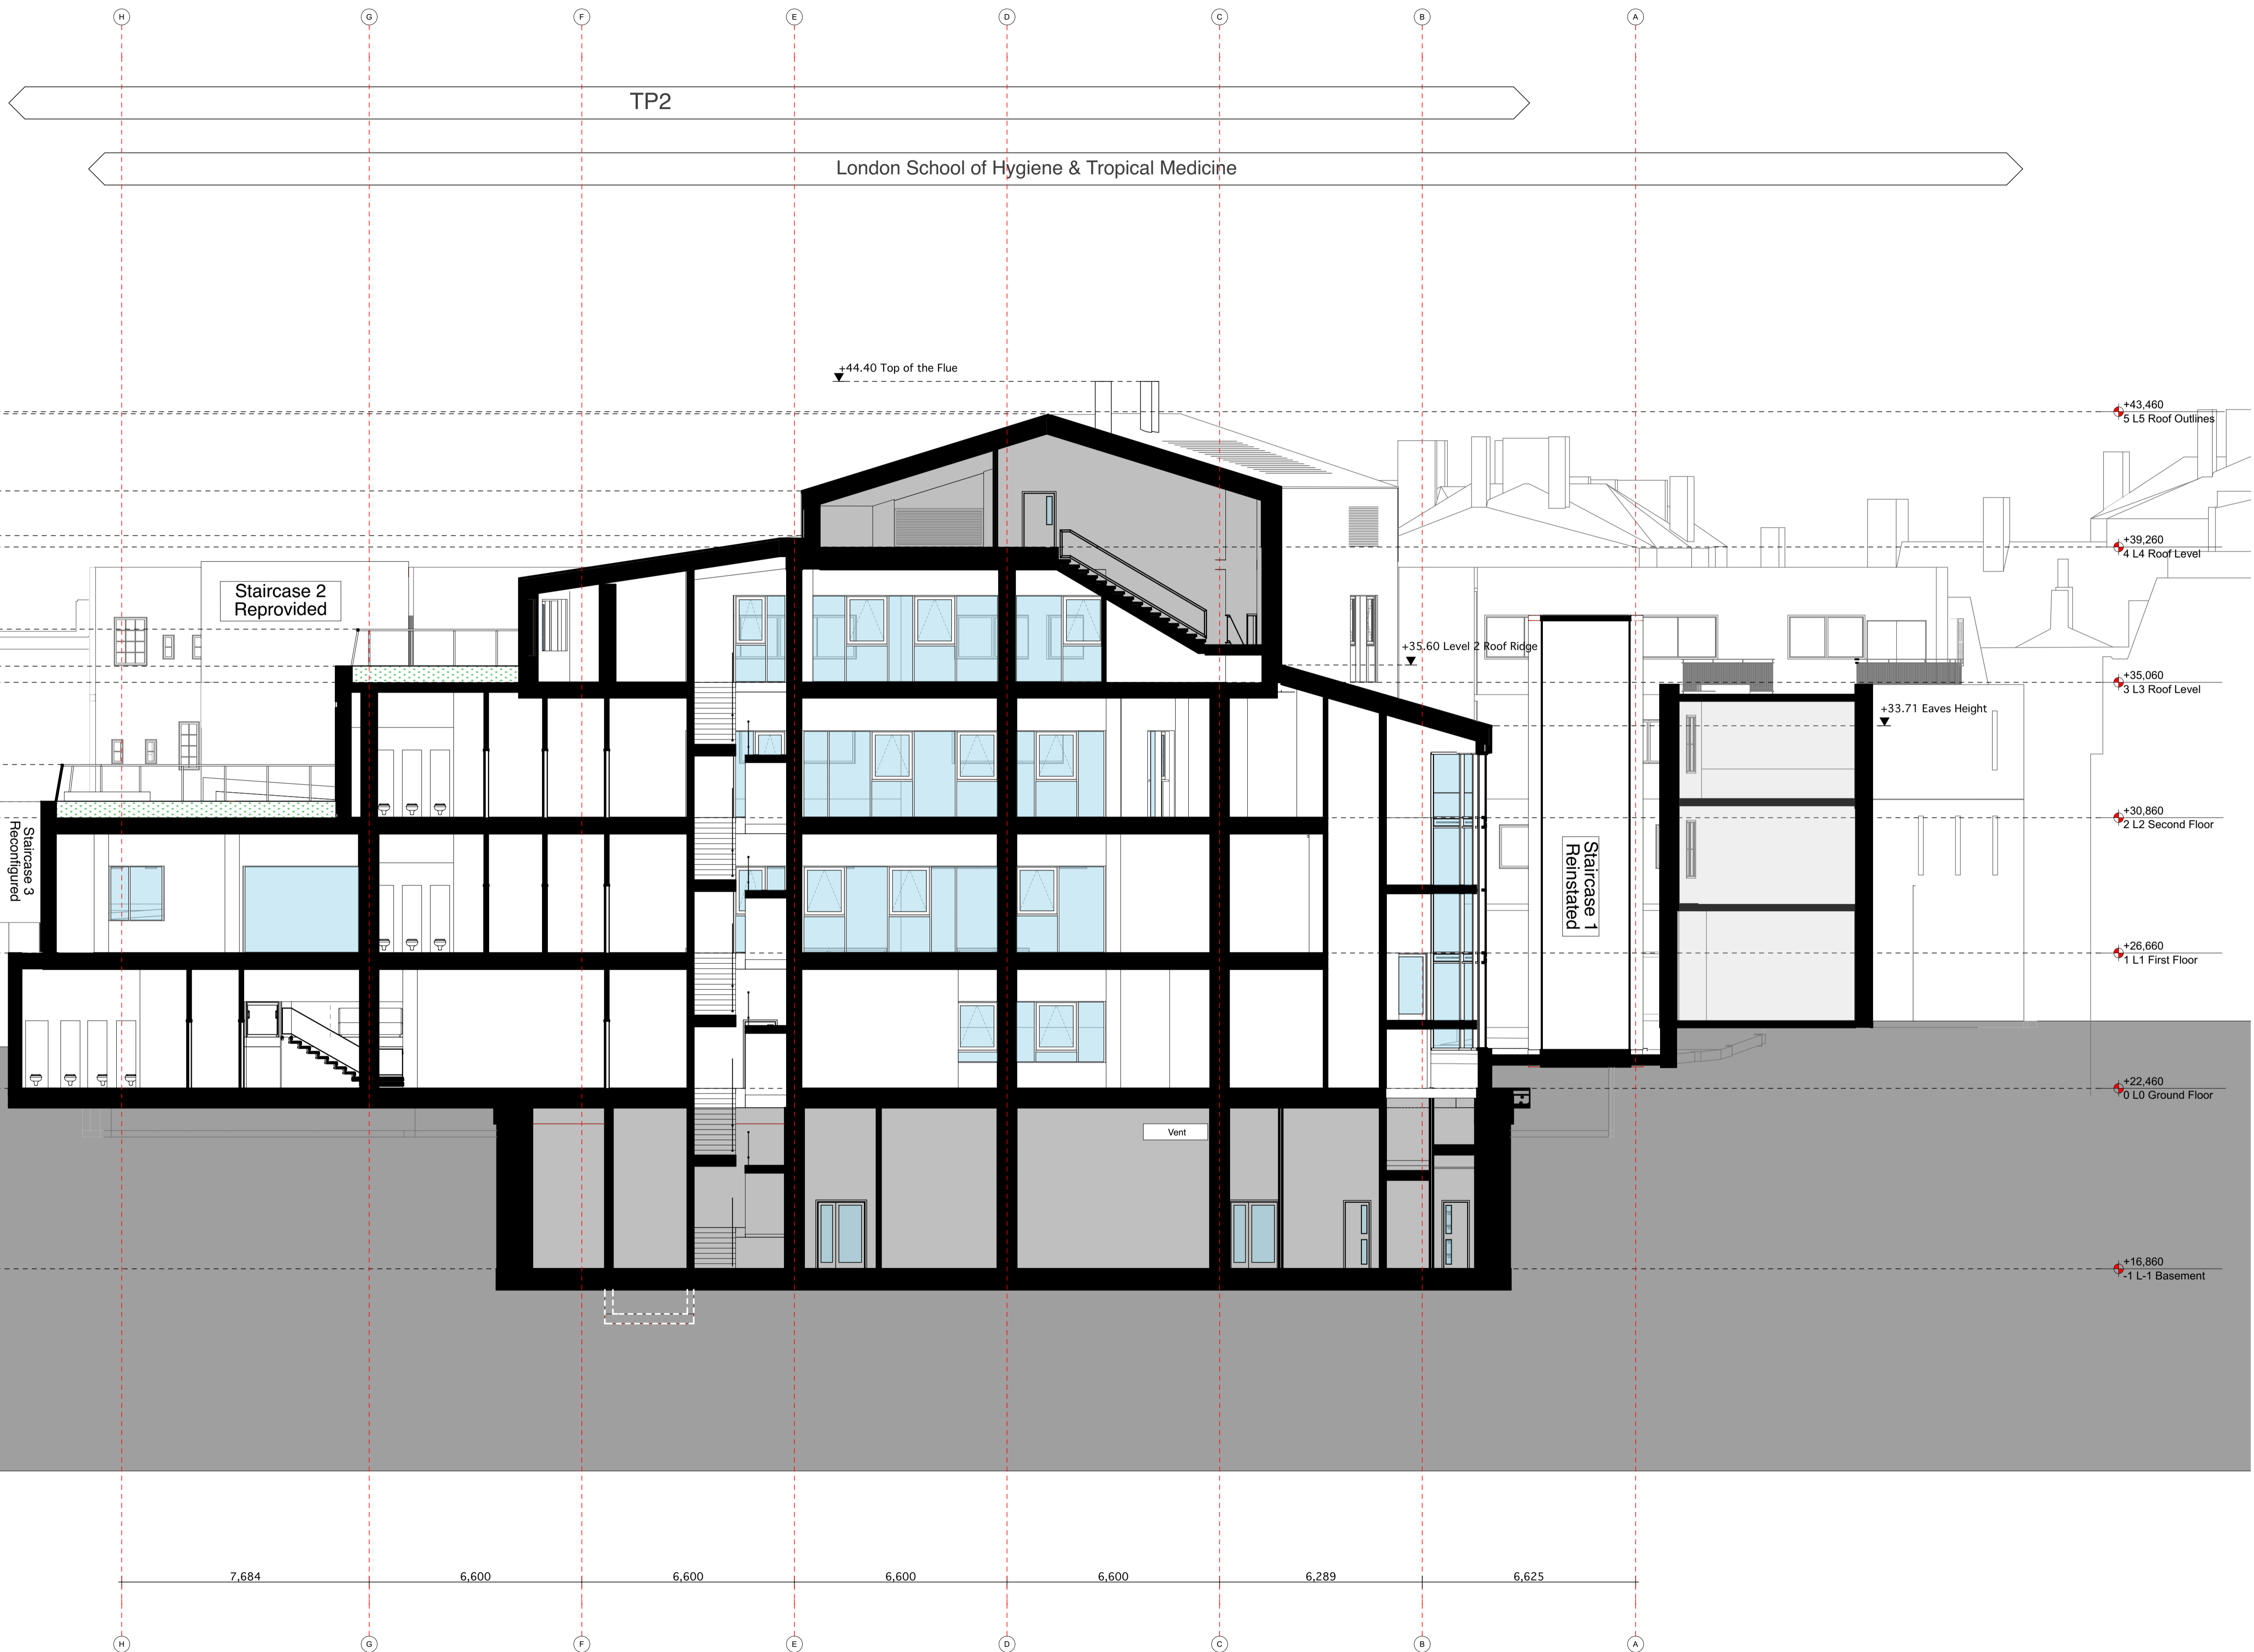 H G F E D C B A
TP2
London School of Hygiene & Tropical Medicine
+44.40 Top of the Flue
+43,460
5 L5 Roof Outlines
+39,260
4 L4 Roof Level
Staircase 2
Reprovided
+35.60 Level 2 Roof Ridge
+35,060
3 L3 Roof Level
+33.71 Eaves Height
+30,860
2 L2 Second Floor
Staircase 3
Reconfigured
Staircase 1
Reinstated
+26,660
1 L1 First Floor
+22,460
0 L0 Ground Floor
Vent
+16,860
-1 L-1 Basement
7,684 6,600 6,600 6,600 6,600 6,289 6,625
H G F E D C B A